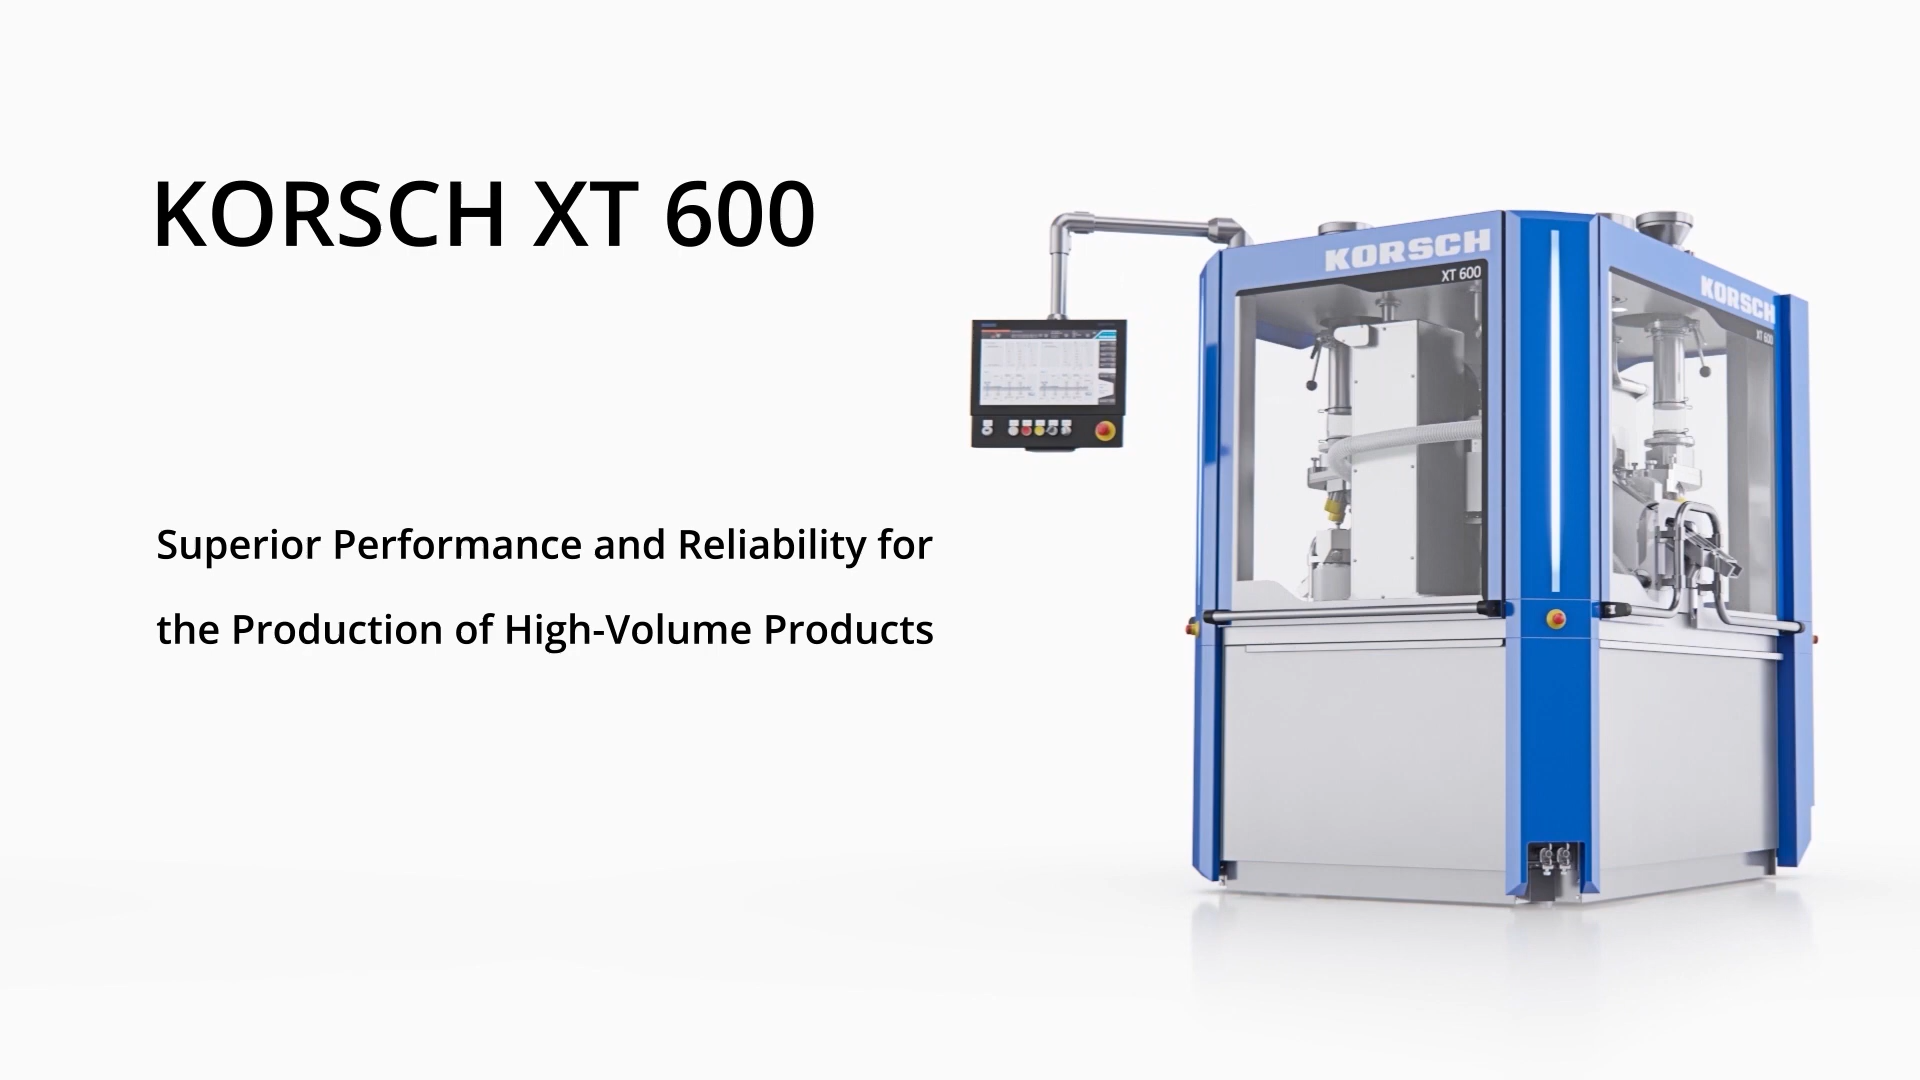 KORSCH XT 600
Superior Performance and Reliability for
the Production of High-Volume Products
KORSCH
XT 600
KORSCH
XT 600